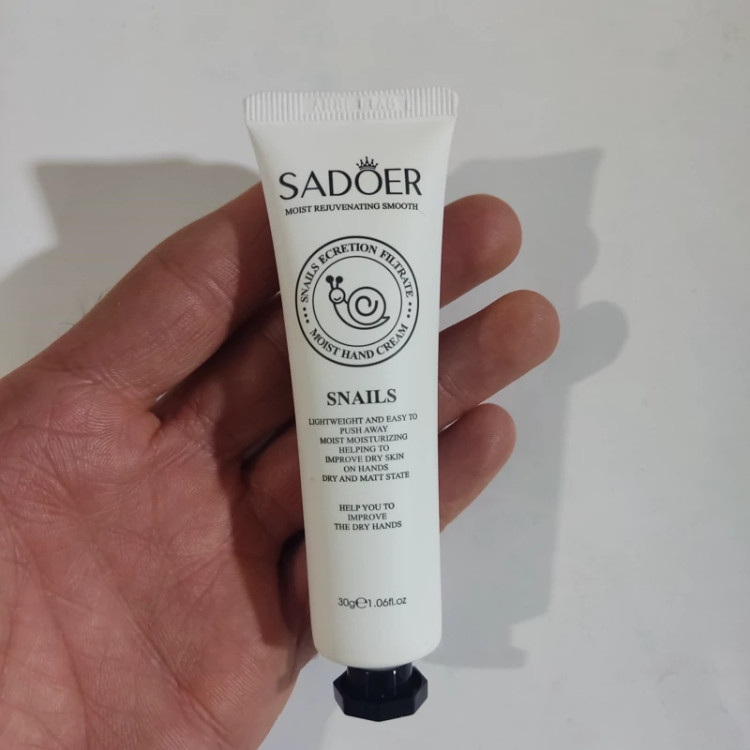 SADOER
MOIST REJUVENATING SMOOTH
SNAILS ECRETION FILTRATE
MOIST HAND CREAM
SNAILS
LIGHTWEIGHT AND EASY TO
PUSH AWAY
MOIST MOISTURIZING
HELPING TO
IMPROVE DRY SKIN
ON HANDS
DRY AND MATT STATE
HELP YOU TO
IMPROVE
THE DRY HANDS
30g℮1.06fl.oz